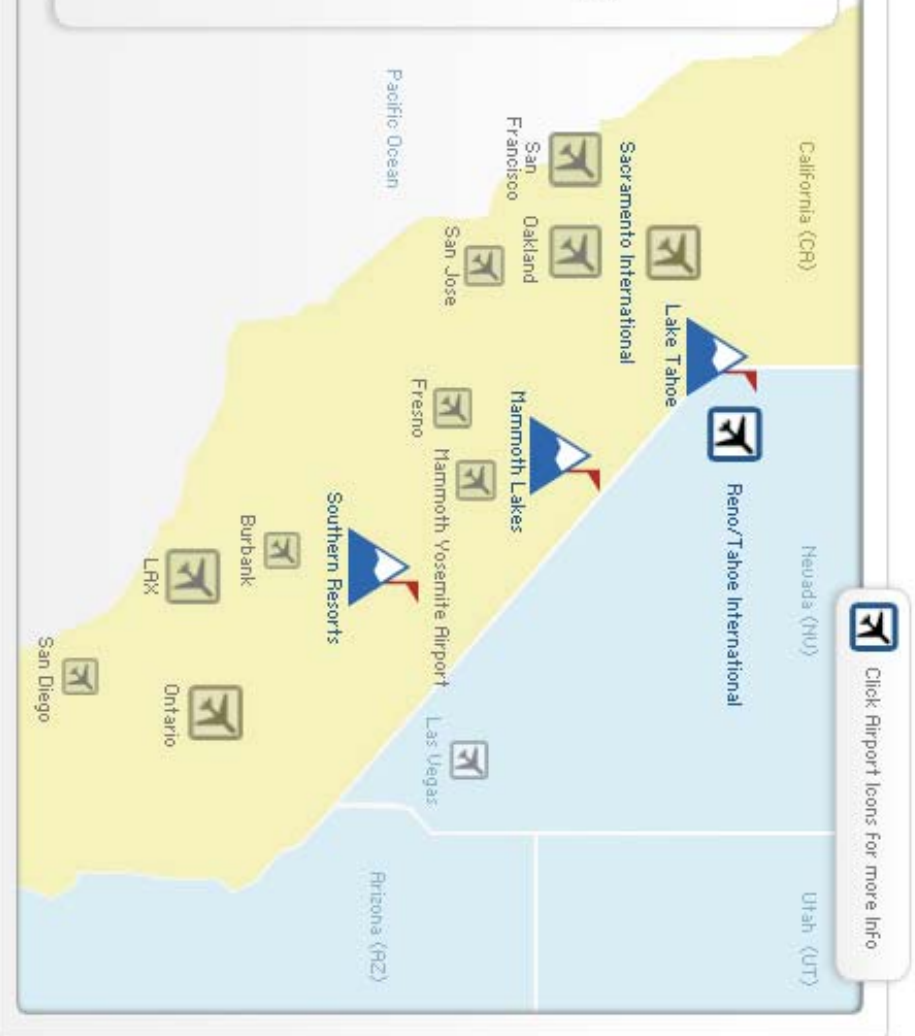 Click Airport Icons for more Info
California (CA)
Nevada (NV)
Utah (UT)
Reno/Tahoe International
Lake Tahoe
Sacramento International
San
Francisco
Oakland
San Jose
Mammoth Lakes
Fresno
Mammoth Yosemite Airport
Las Vegas
Pacific Ocean
Southern Resorts
Arizona (AZ)
Burbank
LAX
Ontario
San Diego